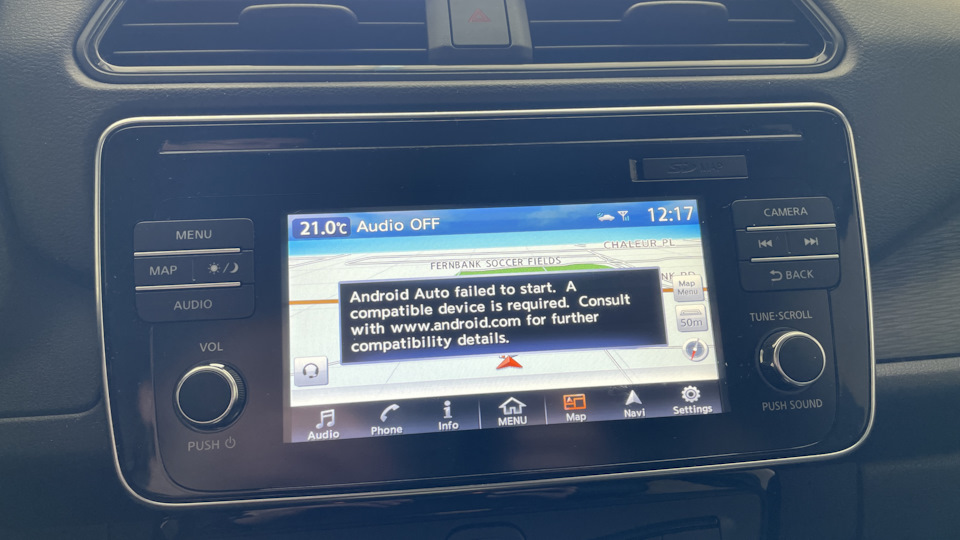 MENU
MAP
AUDIO
VOL
PUSH
21.0°C Audio OFF 12:17
CHALEUR PL
FERNBANK SOCCER FIELDS
Android Auto failed to start. A
compatible device is required. Consult
with www.android.com for further
compatibility details.
Map
Menu
50m
Audio
Phone
Info
MENU
Map
Navi
Settings
CAMERA
BACK
TUNE·SCROLL
PUSH SOUND